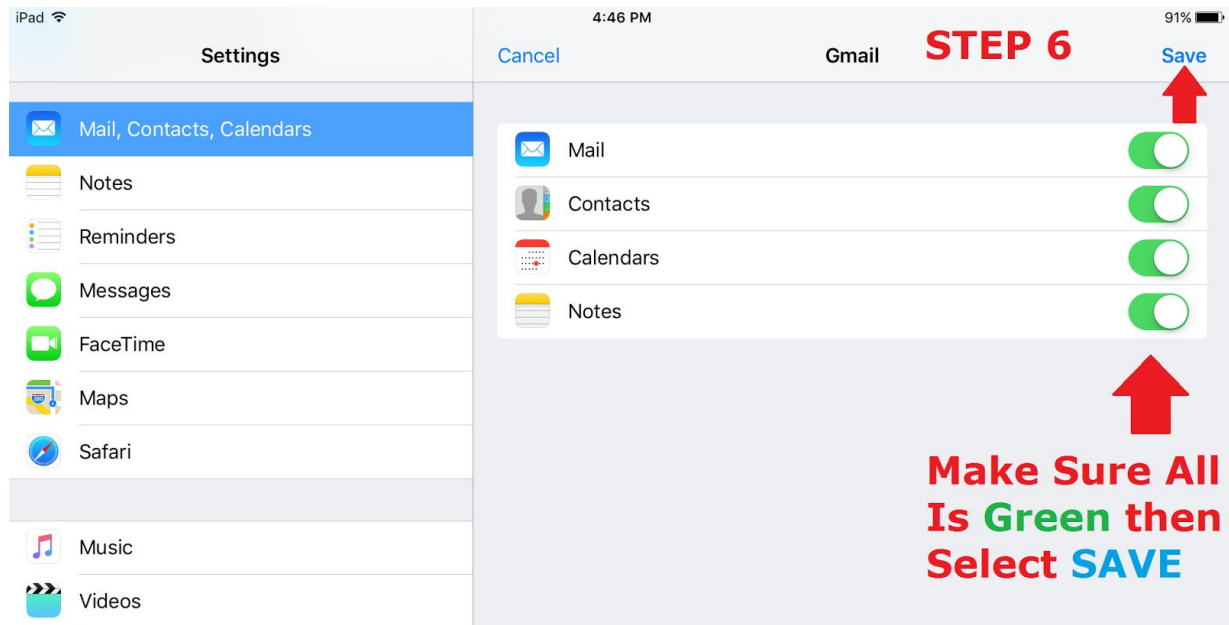 iPad 4:46 PM 91%
Settings
Cancel Gmail STEP 6 Save
Mail, Contacts, Calendars
Notes
Reminders
Messages
FaceTime
Maps
Safari
Music
Videos
Mail
Contacts
Calendars
Notes
Make Sure All
Is Green then
Select SAVE